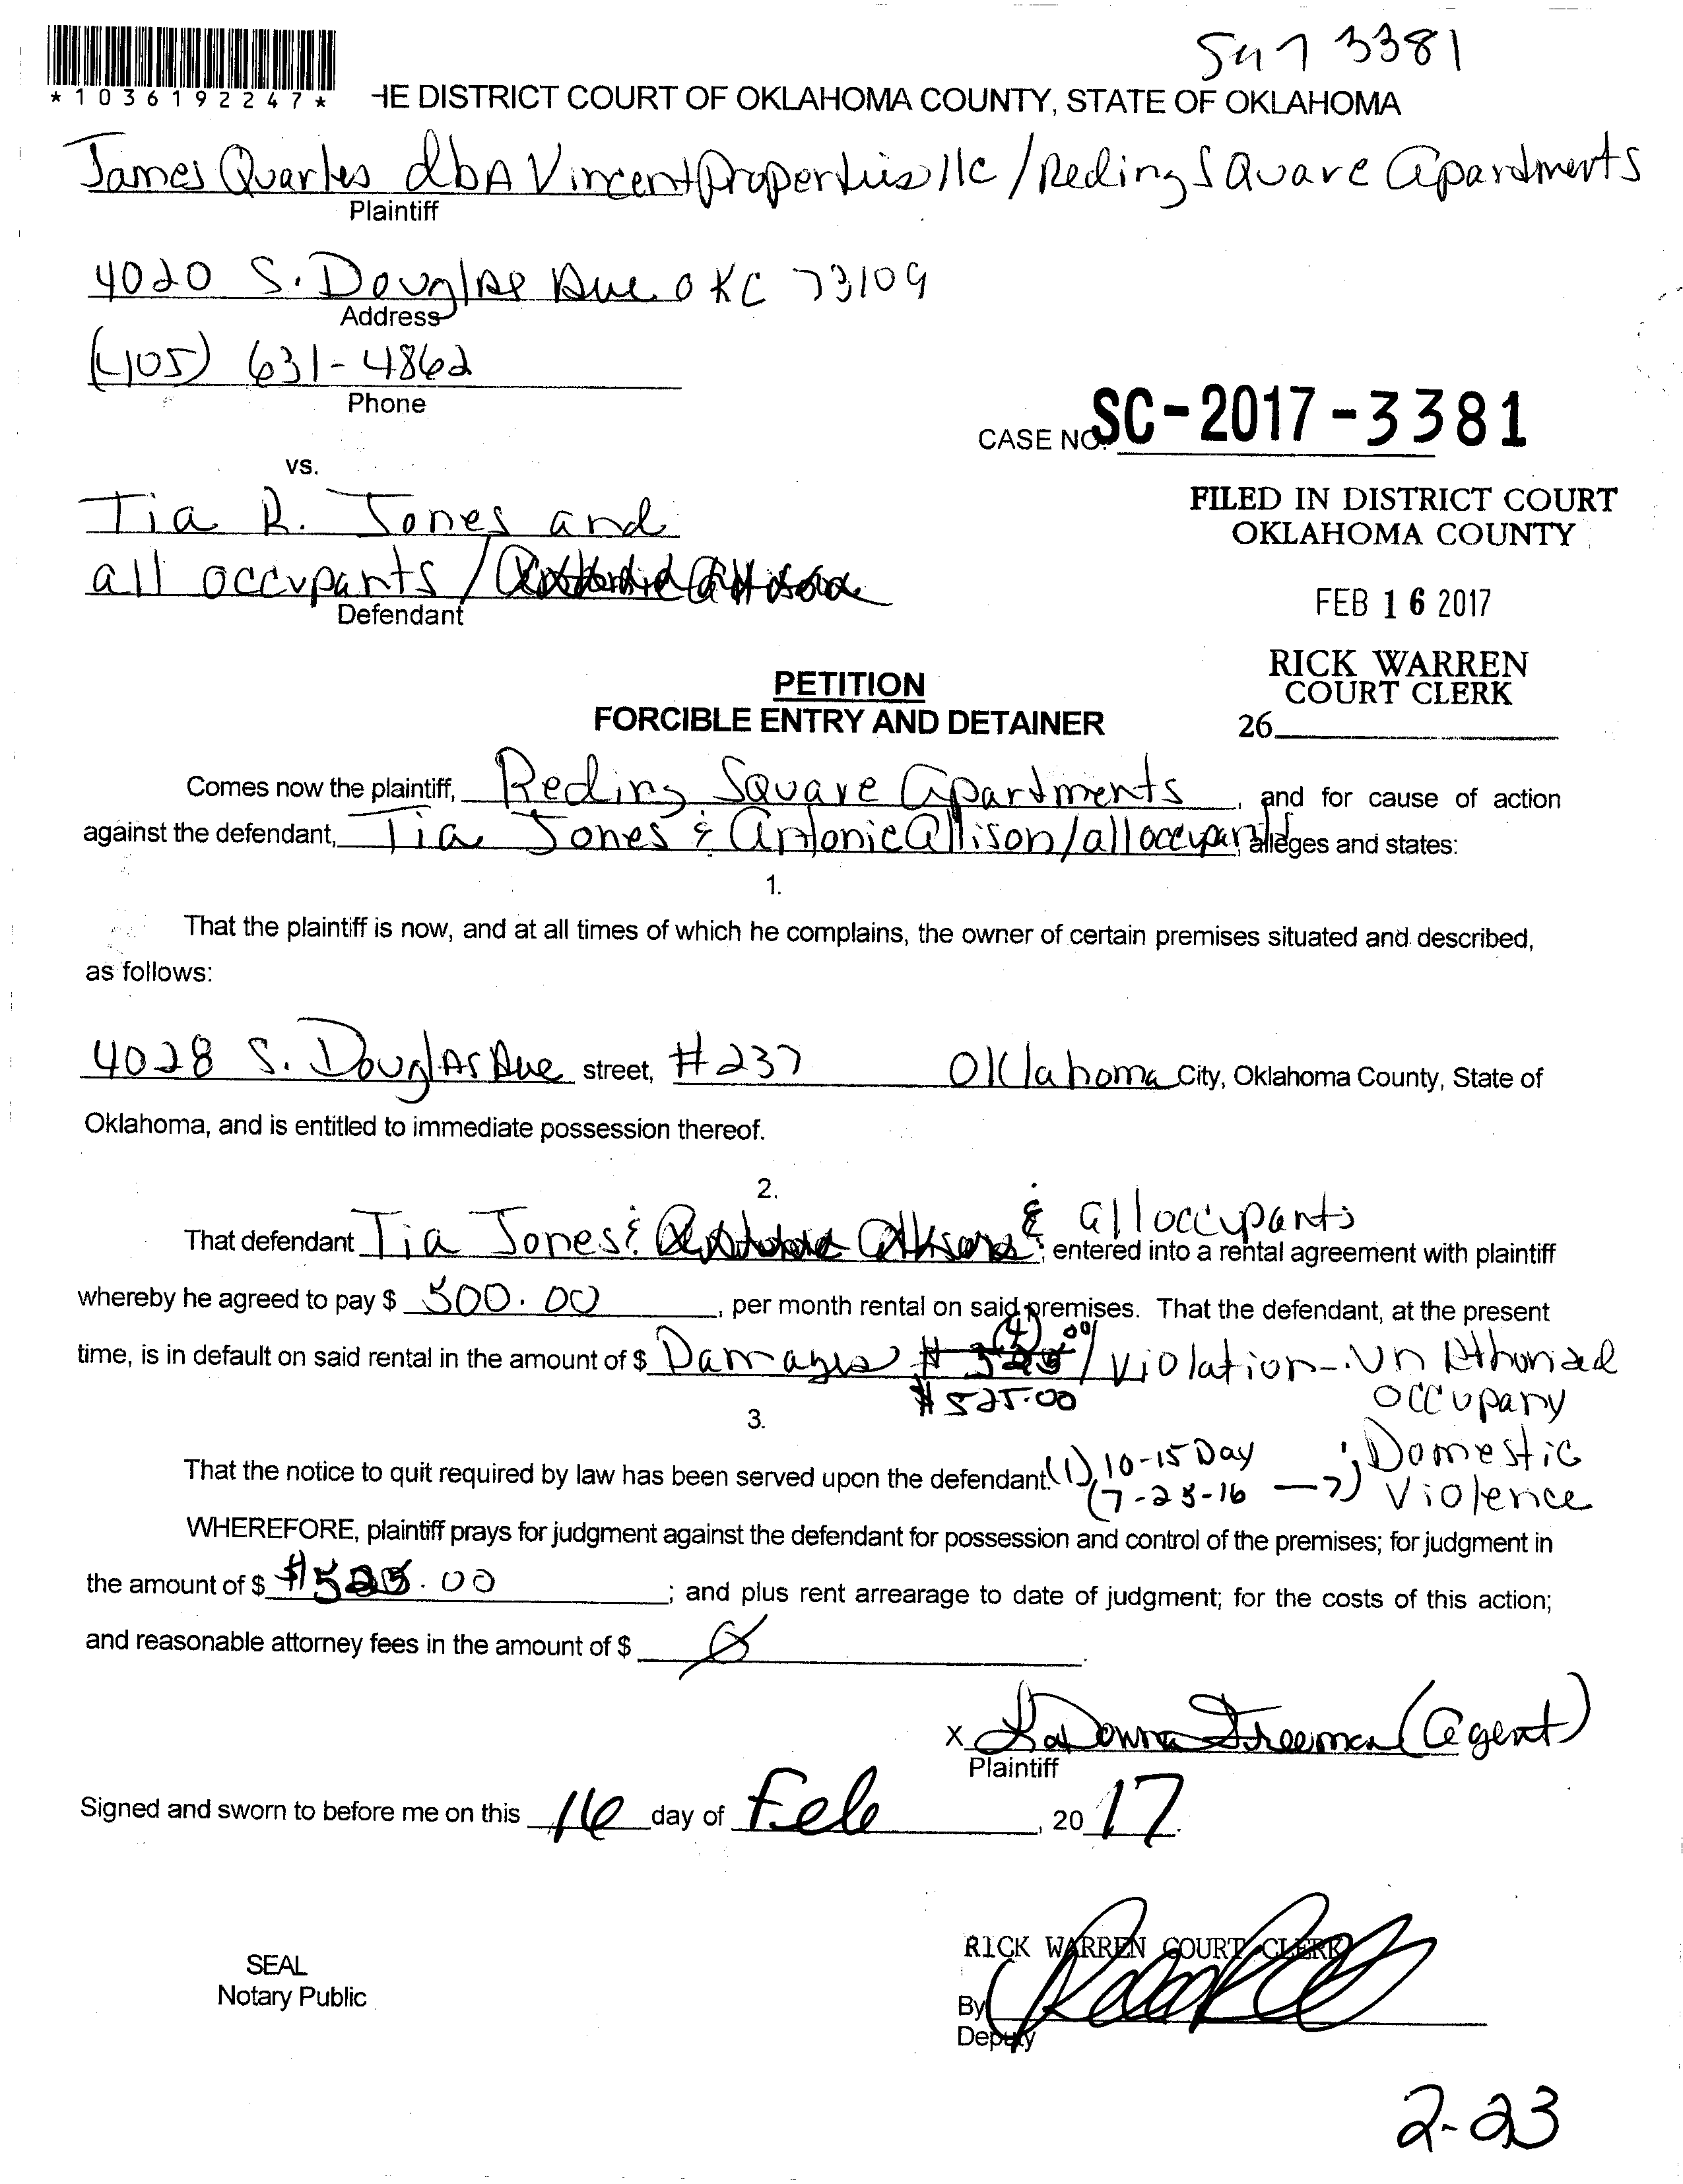 SM7 3381
*1036192247*
HE DISTRICT COURT OF OKLAHOMA COUNTY, STATE OF OKLAHOMA
James Quarles dbA Vincent Properties llc / Reding SQuare apartments
Plaintiff
4020 S. Douglas Ave OKC 73109
Address
(405) 631-4862
Phone
CASE NO. SC-2017-3381
vs.
Tia R. Jones and
all occupants /
Defendant
FILED IN DISTRICT COURT
OKLAHOMA COUNTY
FEB 16 2017
RICK WARREN
COURT CLERK
26
PETITION
FORCIBLE ENTRY AND DETAINER
Comes now the plaintiff, Reding Square Apartments, and for cause of action
against the defendant, Tia Jones & Antonic Allison/all occupants, alleges and states:
1.
That the plaintiff is now, and at all times of which he complains, the owner of certain premises situated and described,
as follows:
4028 S. Douglas Ave street, #237 Oklahoma City, Oklahoma County, State of
Oklahoma, and is entitled to immediate possession thereof.
2.
That defendant Tia Jones & & all occupants; entered into a rental agreement with plaintiff
whereby he agreed to pay $ 500.00, per month rental on said premises. That the defendant, at the present
time, is in default on said rental in the amount of $ Damages / Violation-UnAthorized
$525.00 occupany
3.
That the notice to quit required by law has been served upon the defendant. (1) 10-15 Day ; Domestic
(7-25-16 → 2) Violence
WHEREFORE, plaintiff prays for judgment against the defendant for possession and control of the premises; for judgment in
the amount of $ #525.00; and plus rent arrearage to date of judgment; for the costs of this action;
and reasonable attorney fees in the amount of $ Ø.
X LaDonna Freeman (agent)
Plaintiff
Signed and sworn to before me on this 16 day of Feb, 2017.
SEAL
Notary Public
RICK WARREN COURT CLERK
By
Deputy
2-23